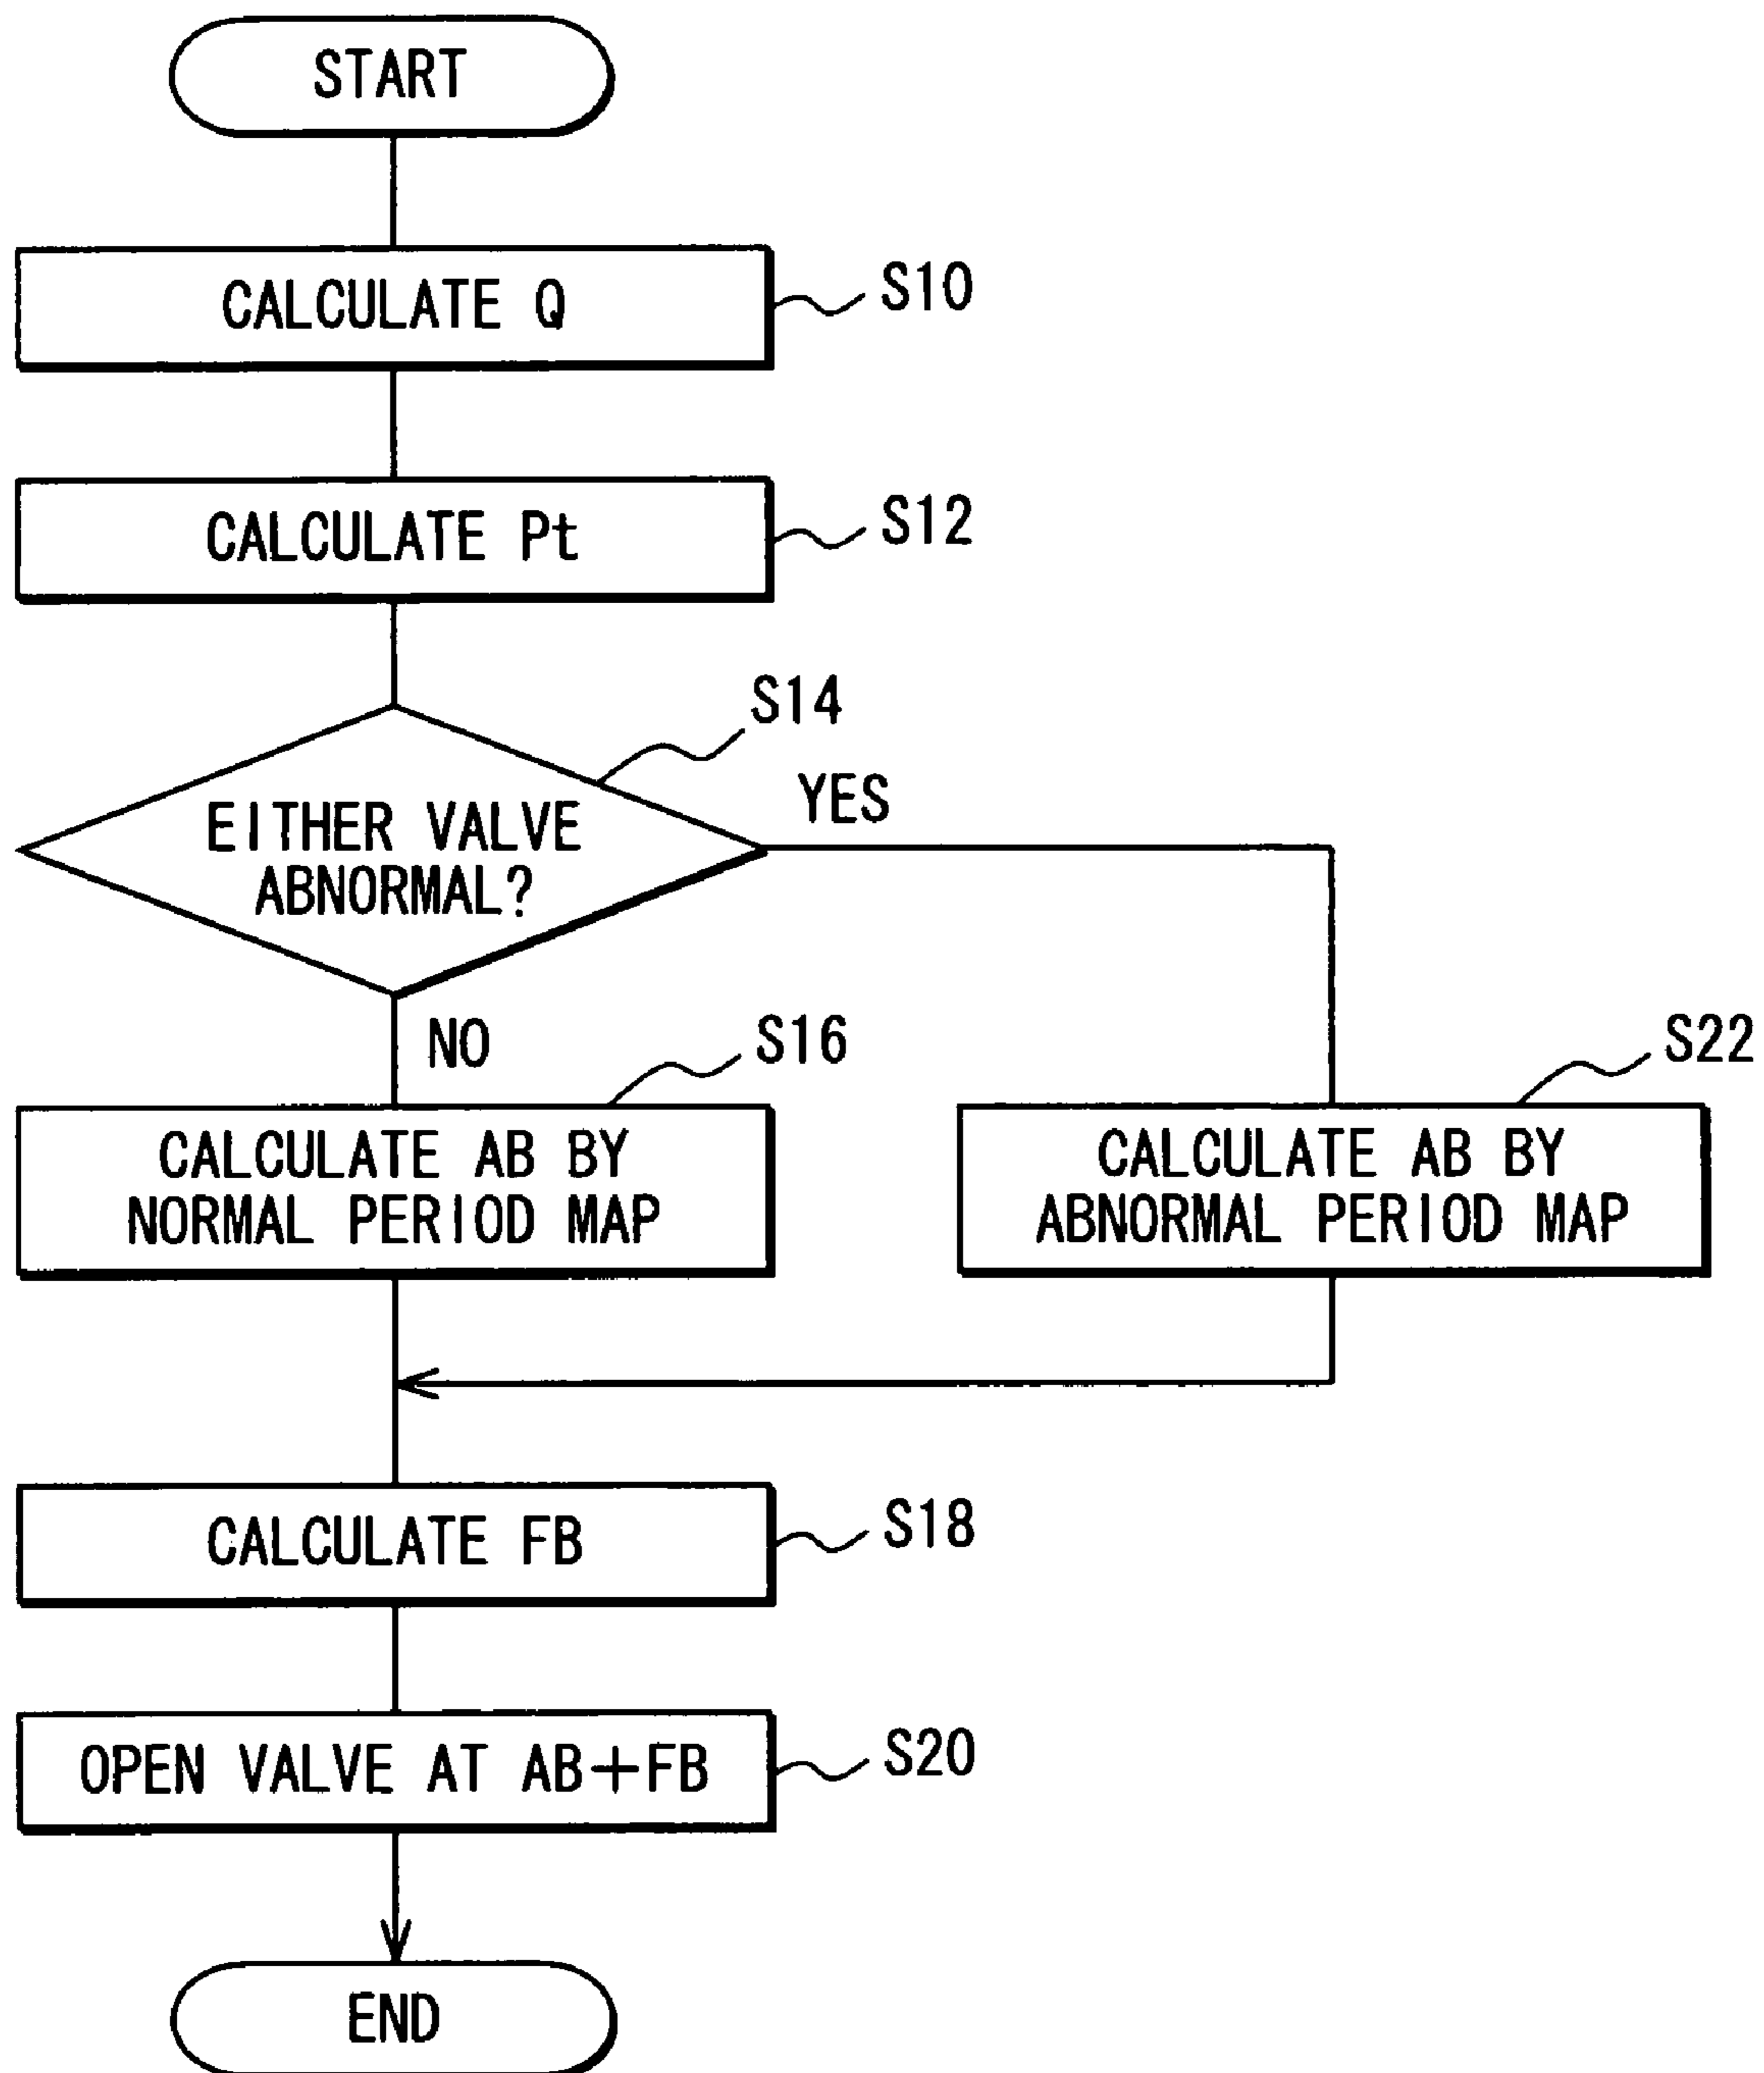 START
CALCULATE Q
S10
CALCULATE Pt
S12
S14
EITHER VALVE
ABNORMAL?
YES
NO
S16
CALCULATE AB BY
NORMAL PERIOD MAP
S22
CALCULATE AB BY
ABNORMAL PERIOD MAP
CALCULATE FB
S18
OPEN VALVE AT AB+FB
S20
END